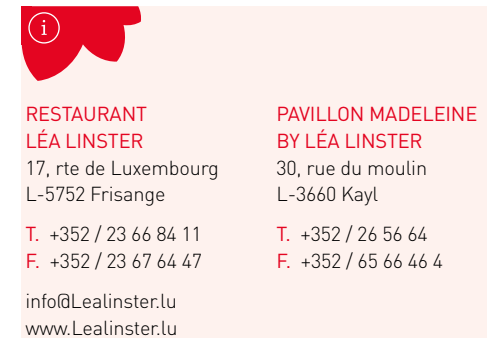 i
RESTAURANT
LÉA LINSTER
17, rte de Luxembourg
L-5752 Frisange
T. +352 / 23 66 84 11
F. +352 / 23 67 64 47
info@Lealinster.lu
www.Lealinster.lu
PAVILLON MADELEINE
BY LÉA LINSTER
30, rue du moulin
L-3660 Kayl
T. +352 / 26 56 64
F. +352 / 65 66 46 4